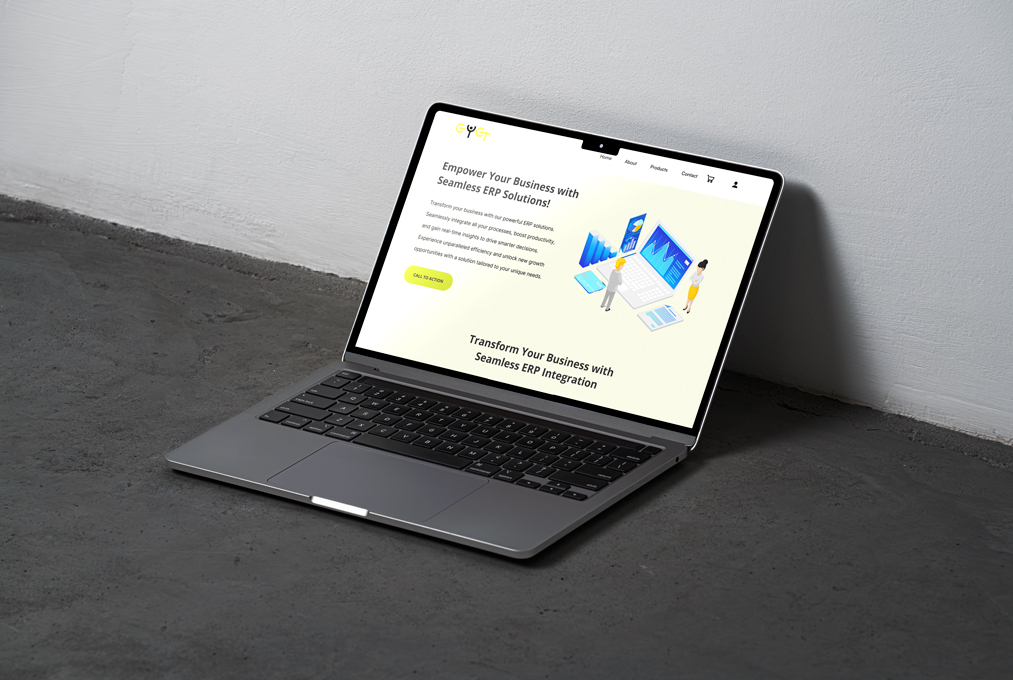 GYGT
Home About Products Contact
Empower Your Business with
Seamless ERP Solutions!
Transform your business with our powerful ERP solutions.
Seamlessly integrate all your processes, boost productivity,
and gain real-time insights to drive smarter decisions.
Experience unparalleled efficiency and unlock new growth
opportunities with a solution tailored to your unique needs.
CALL TO ACTION
Transform Your Business with
Seamless ERP Integration